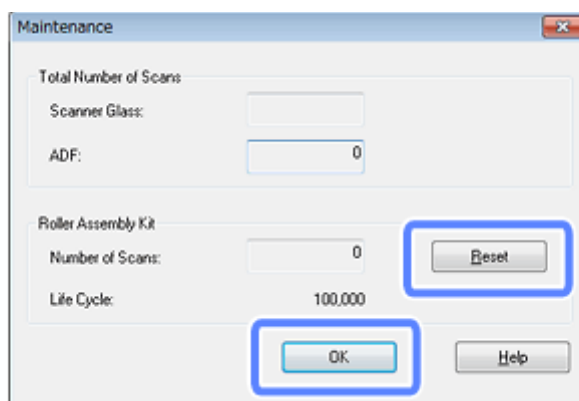 Maintenance
Total Number of Scans
Scanner Glass:
ADF: 0
Roller Assembly Kit
Number of Scans: 0 Reset
Life Cycle: 100,000
OK Help